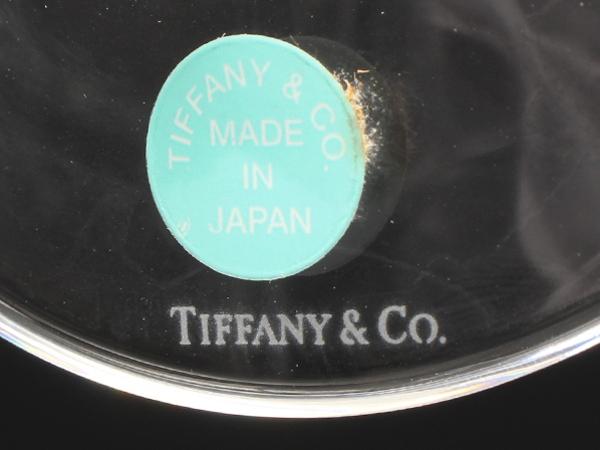 TIFFANY & CO.
MADE
IN
JAPAN
TIFFANY & CO.